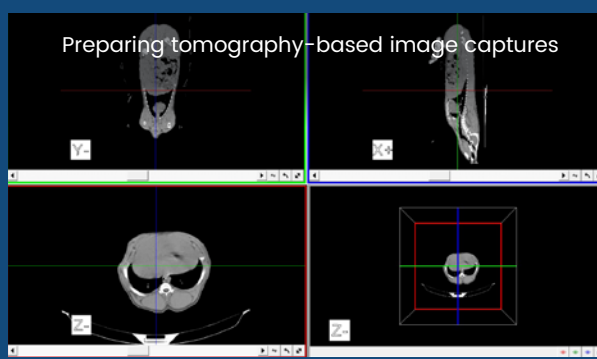 Preparing tomography-based image captures
Y-
X+
Z-
Z-